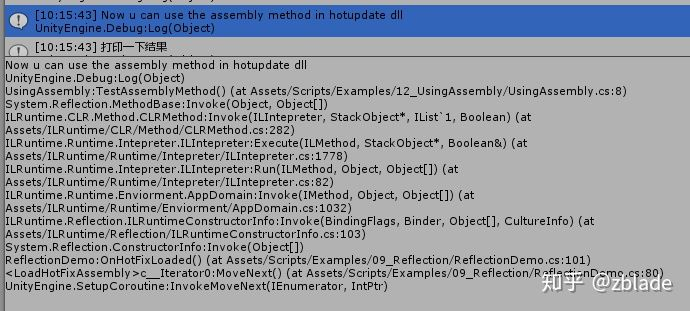 [10:15:43] Now u can use the assembly method in hotupdate dll
UnityEngine.Debug:Log(Object)
[10:15:43] 打印一下结果
Now u can use the assembly method in hotupdate dll
UnityEngine.Debug:Log(Object)
UsingAssembly:TestAssemblyMethod() (at Assets/Scripts/Examples/12_UsingAssembly/UsingAssembly.cs:8)
System.Reflection.MethodBase:Invoke(Object, Object[])
ILRuntime.CLR.Method.CLRMethod:Invoke(ILIntepreter, StackObject*, IList`1, Boolean) (at
Assets/ILRuntime/CLR/Method/CLRMethod.cs:282)
ILRuntime.Runtime.Intepreter.ILIntepreter:Execute(ILMethod, StackObject*, Boolean&) (at
Assets/ILRuntime/Runtime/Intepreter/ILIntepreter.cs:1778)
ILRuntime.Runtime.Intepreter.ILIntepreter:Run(ILMethod, Object, Object[]) (at
Assets/ILRuntime/Runtime/Intepreter/ILIntepreter.cs:82)
ILRuntime.Runtime.Enviorment.AppDomain:Invoke(IMethod, Object, Object[]) (at
Assets/ILRuntime/Runtime/Enviorment/AppDomain.cs:1032)
ILRuntime.Reflection.ILRuntimeConstructorInfo:Invoke(BindingFlags, Binder, Object[], CultureInfo) (at
Assets/ILRuntime/Reflection/ILRuntimeConstructorInfo.cs:103)
System.Reflection.ConstructorInfo:Invoke(Object[])
ReflectionDemo:OnHotFixLoaded() (at Assets/Scripts/Examples/09_Reflection/ReflectionDemo.cs:101)
<LoadHotFixAssembly>c__Iterator0:MoveNext() (at Assets/Scripts/Examples/09_Reflection/ReflectionDemo.cs:80)
UnityEngine.SetupCoroutine:InvokeMoveNext(IEnumerator, IntPtr)
知乎 @zblade